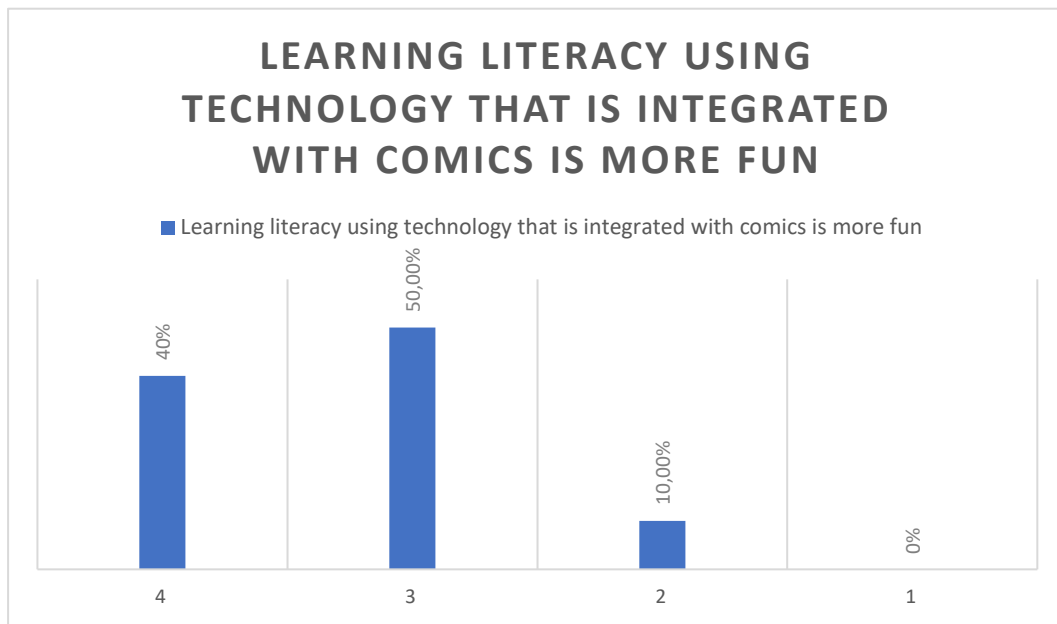 LEARNING LITERACY USING
TECHNOLOGY THAT IS INTEGRATED
WITH COMICS IS MORE FUN
Learning literacy using technology that is integrated with comics is more fun
40%
50,00%
10,00%
0%
4
3
2
1